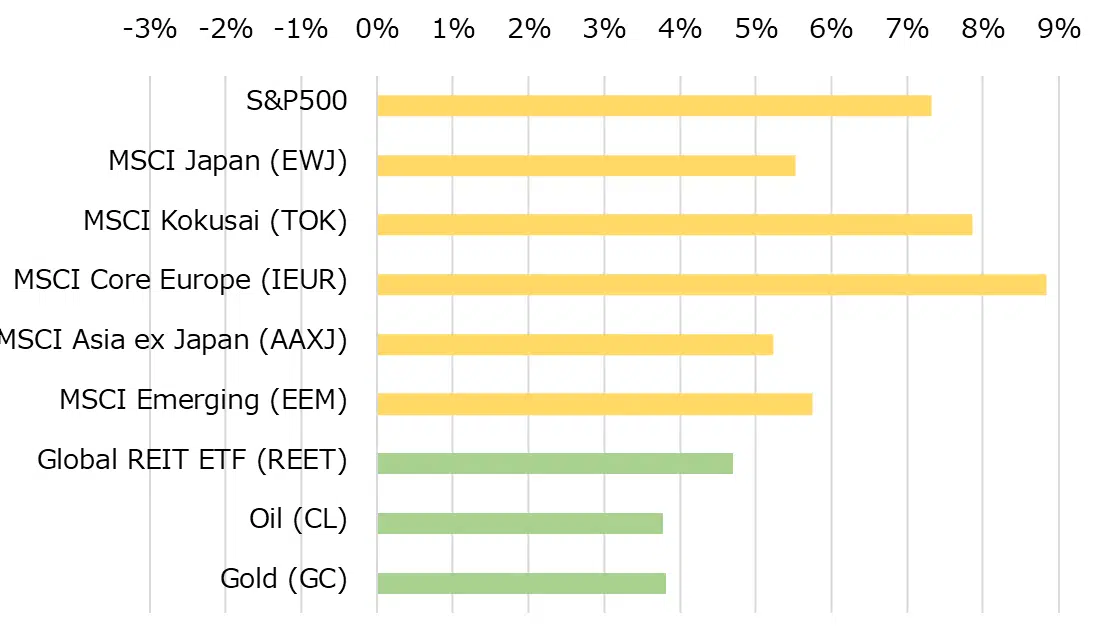 -3% -2% -1% 0% 1% 2% 3% 4% 5% 6% 7% 8% 9%
S&P500
MSCI Japan (EWJ)
MSCI Kokusai (TOK)
MSCI Core Europe (IEUR)
MSCI Asia ex Japan (AAXJ)
MSCI Emerging (EEM)
Global REIT ETF (REET)
Oil (CL)
Gold (GC)